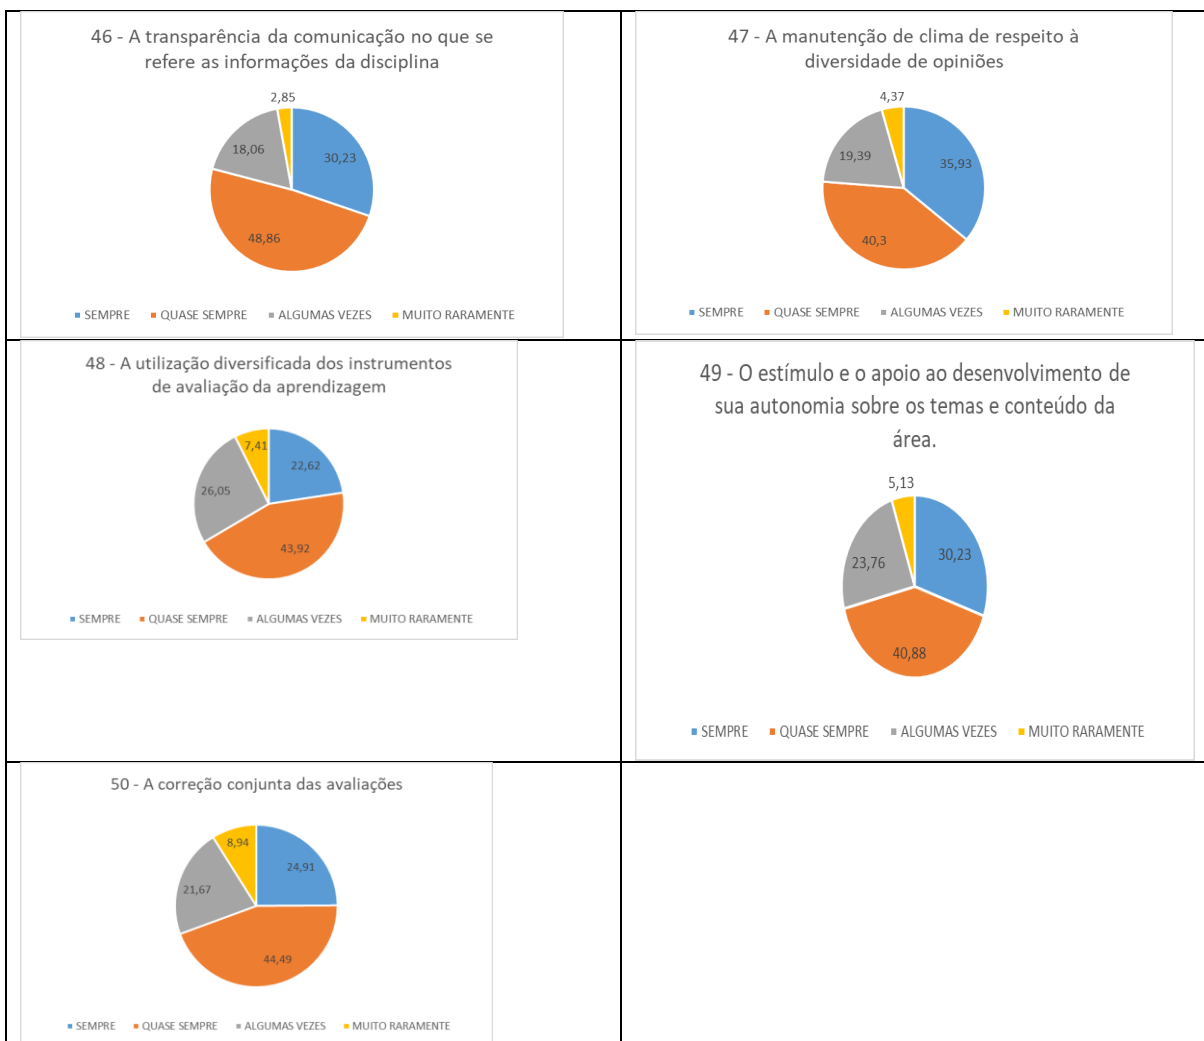 46 - A transparência da comunicação no que se
refere as informações da disciplina
2,85
18,06
30,23
48,86
SEMPRE QUASE SEMPRE ALGUMAS VEZES MUITO RARAMENTE
47 - A manutenção de clima de respeito à
diversidade de opiniões
4,37
19,39
35,93
40,3
SEMPRE QUASE SEMPRE ALGUMAS VEZES MUITO RARAMENTE
48 - A utilização diversificada dos instrumentos
de avaliação da aprendizagem
7,41
22,62
26,05
43,92
SEMPRE QUASE SEMPRE ALGUMAS VEZES MUITO RARAMENTE
49 - O estímulo e o apoio ao desenvolvimento de
sua autonomia sobre os temas e conteúdo da
área.
5,13
30,23
23,76
40,88
SEMPRE QUASE SEMPRE ALGUMAS VEZES MUITO RARAMENTE
50 - A correção conjunta das avaliações
8,94
24,91
21,67
44,49
SEMPRE QUASE SEMPRE ALGUMAS VEZES MUITO RARAMENTE